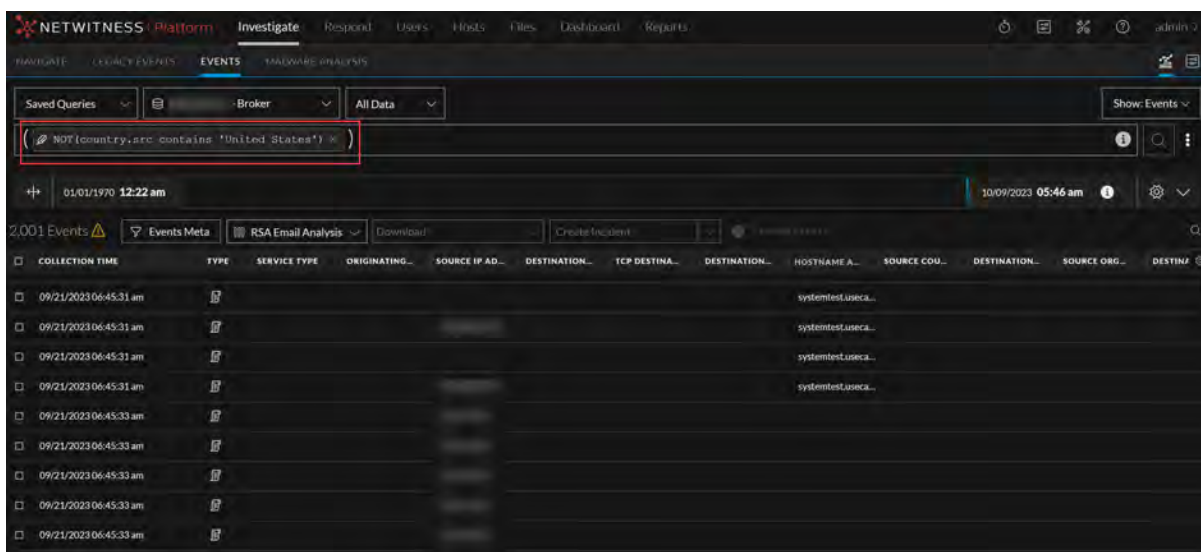 NETWITNESS Platform Investigate Respond Users Hosts Files Dashboard Reports admin
NAVIGATE LEGACY EVENTS EVENTS MALWARE ANALYSIS
Saved Queries Broker All Data Show: Events
( NOT(country.src contains 'United States') × )
01/01/1970 12:22 am 10/09/2023 05:46 am
2,001 Events Events Meta RSA Email Analysis Download Create Incident
COLLECTION TIME TYPE SERVICE TYPE ORIGINATING... SOURCE IP AD... DESTINATION... TCP DESTINA... DESTINATION... HOSTNAME A... SOURCE COU... DESTINATION... SOURCE ORG... DESTINA
09/21/2023 06:45:31 am systemtest.useca...
09/21/2023 06:45:31 am systemtest.useca...
09/21/2023 06:45:31 am systemtest.useca...
09/21/2023 06:45:31 am systemtest.useca...
09/21/2023 06:45:33 am
09/21/2023 06:45:33 am
09/21/2023 06:45:33 am
09/21/2023 06:45:33 am
09/21/2023 06:45:33 am